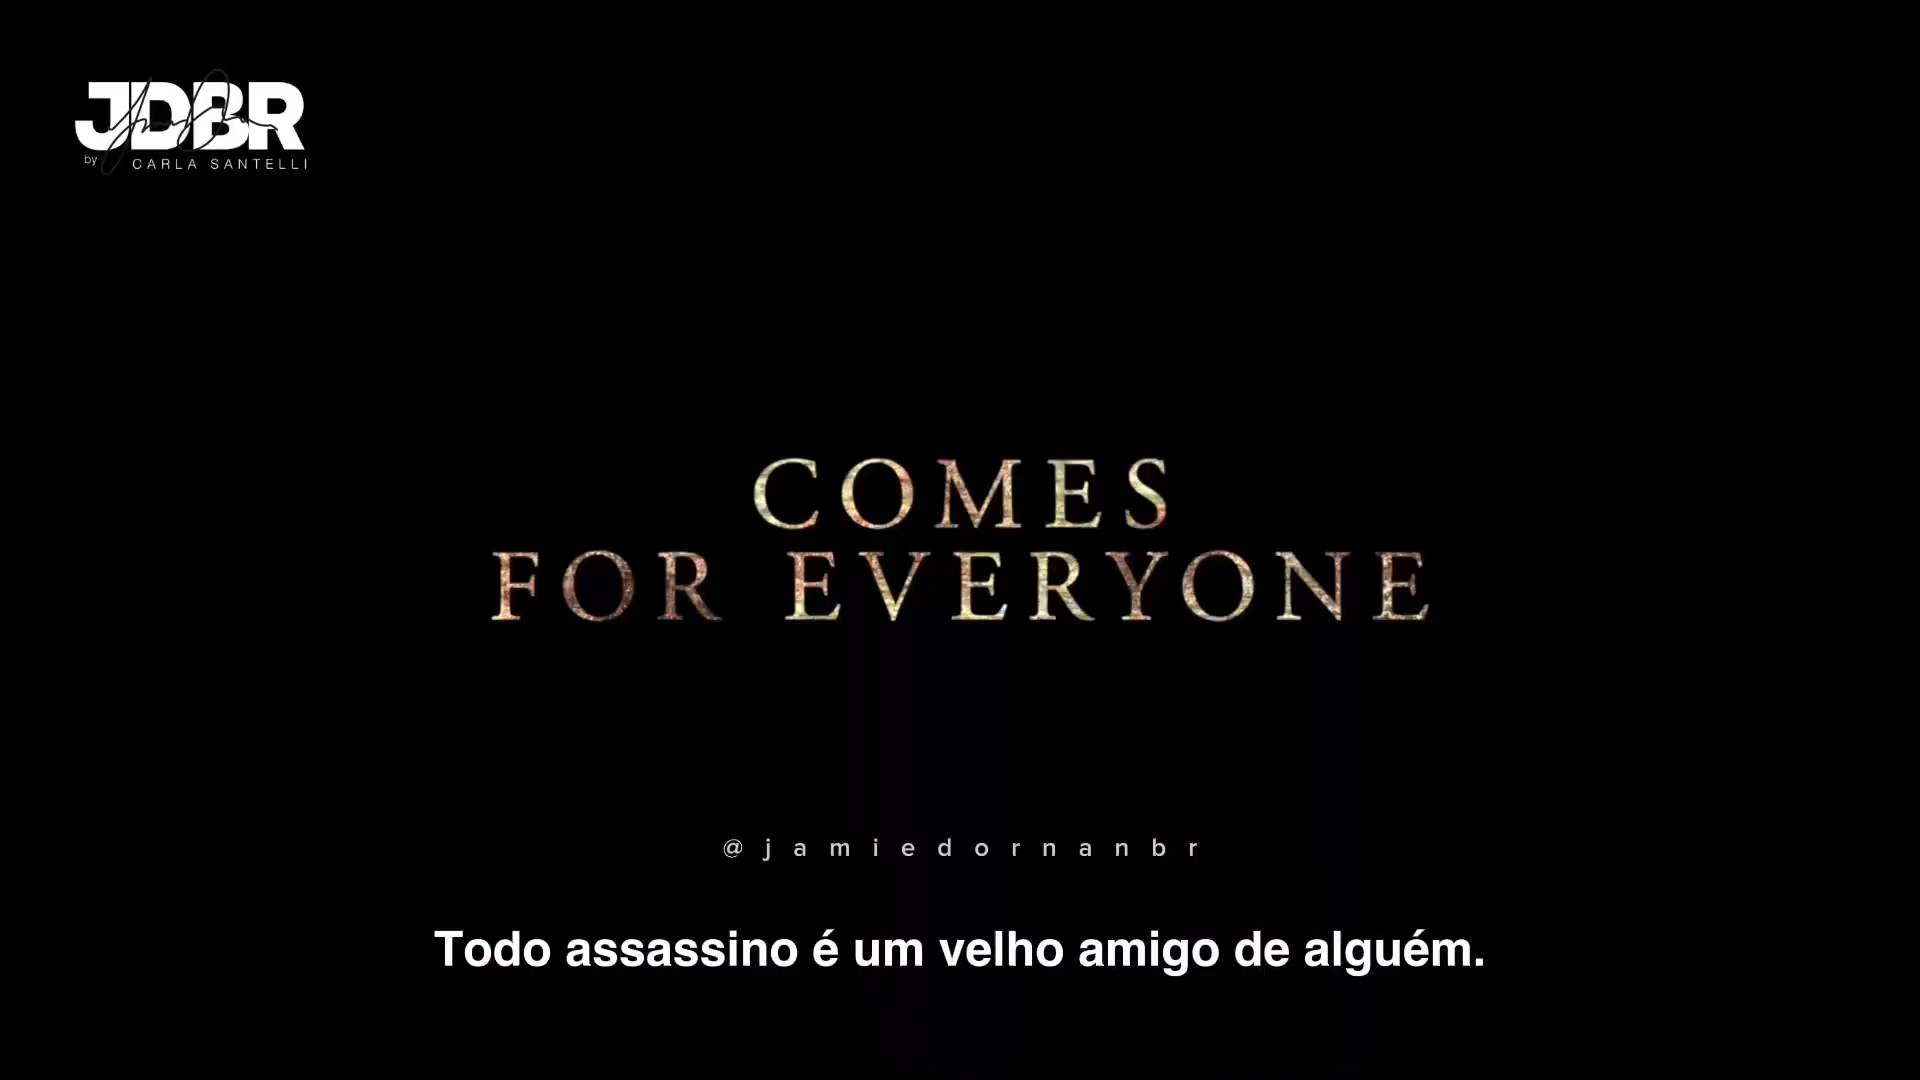 JDBR
by CARLA SANTELLI
COMES
FOR EVERYONE
@jamiedornanbr
Todo assassino é um velho amigo de alguém.